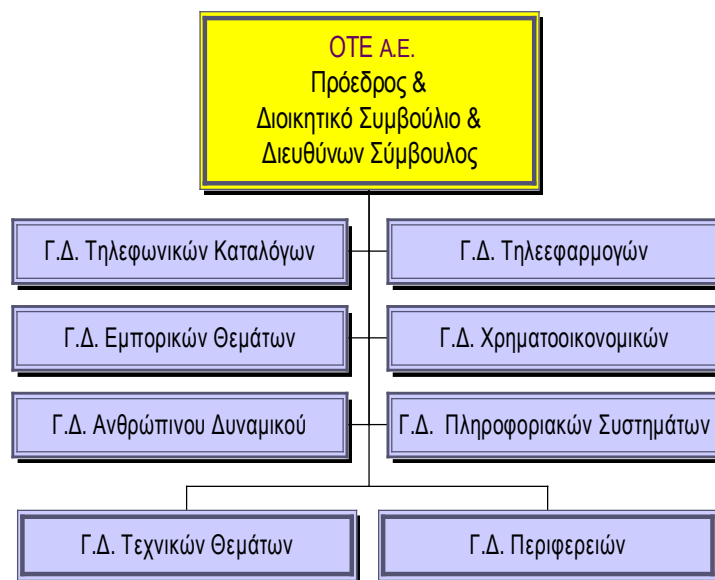 ΟΤΕ Α.Ε.
Πρόεδρος &
Διοικητικό Συμβούλιο &
Διευθύνων Σύμβουλος
Γ.Δ. Τηλεφωνικών Καταλόγων
Γ.Δ. Τηλεεφαρμογών
Γ.Δ. Εμπορικών Θεμάτων
Γ.Δ. Χρηματοοικονομικών
Γ.Δ. Ανθρώπινου Δυναμικού
Γ.Δ. Πληροφοριακών Συστημάτων
Γ.Δ. Τεχνικών Θεμάτων
Γ.Δ. Περιφερειών